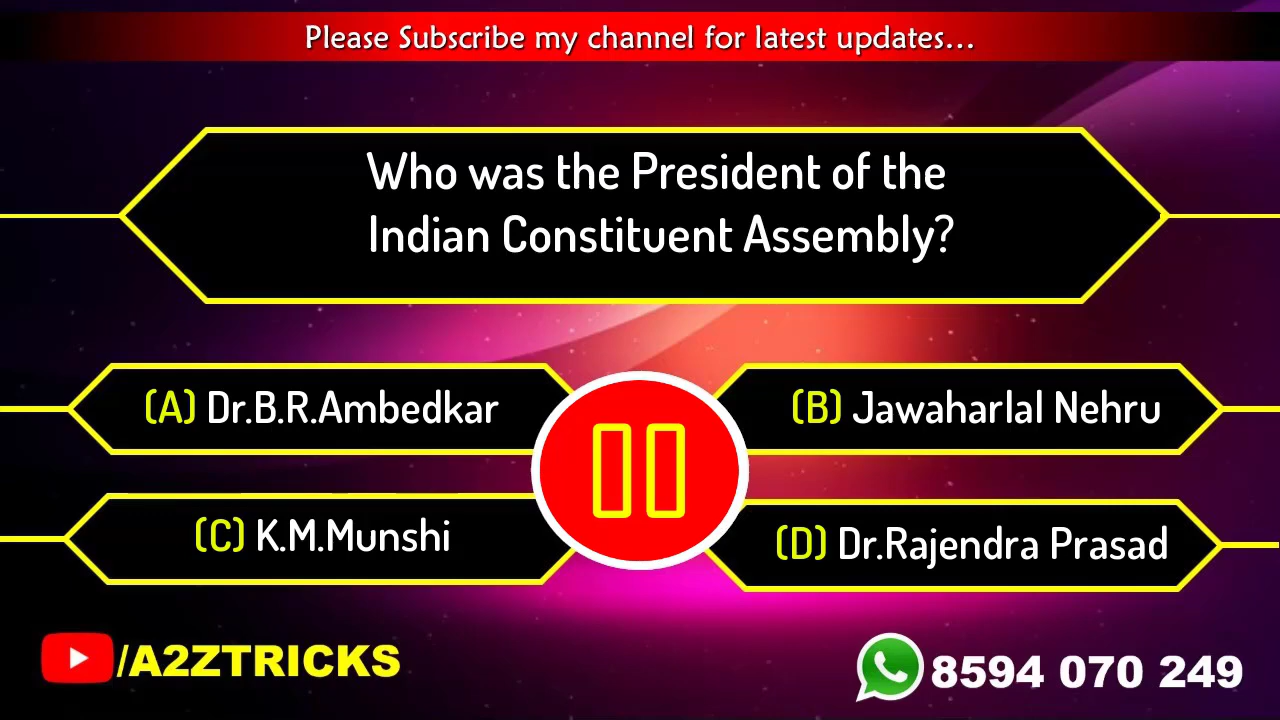 Please Subscribe my channel for latest updates...
Who was the President of the
Indian Constituent Assembly?
(A) Dr.B.R.Ambedkar
(B) Jawaharlal Nehru
(C) K.M.Munshi
(D) Dr.Rajendra Prasad
00
/A2ZTRICKS
8594 070 249